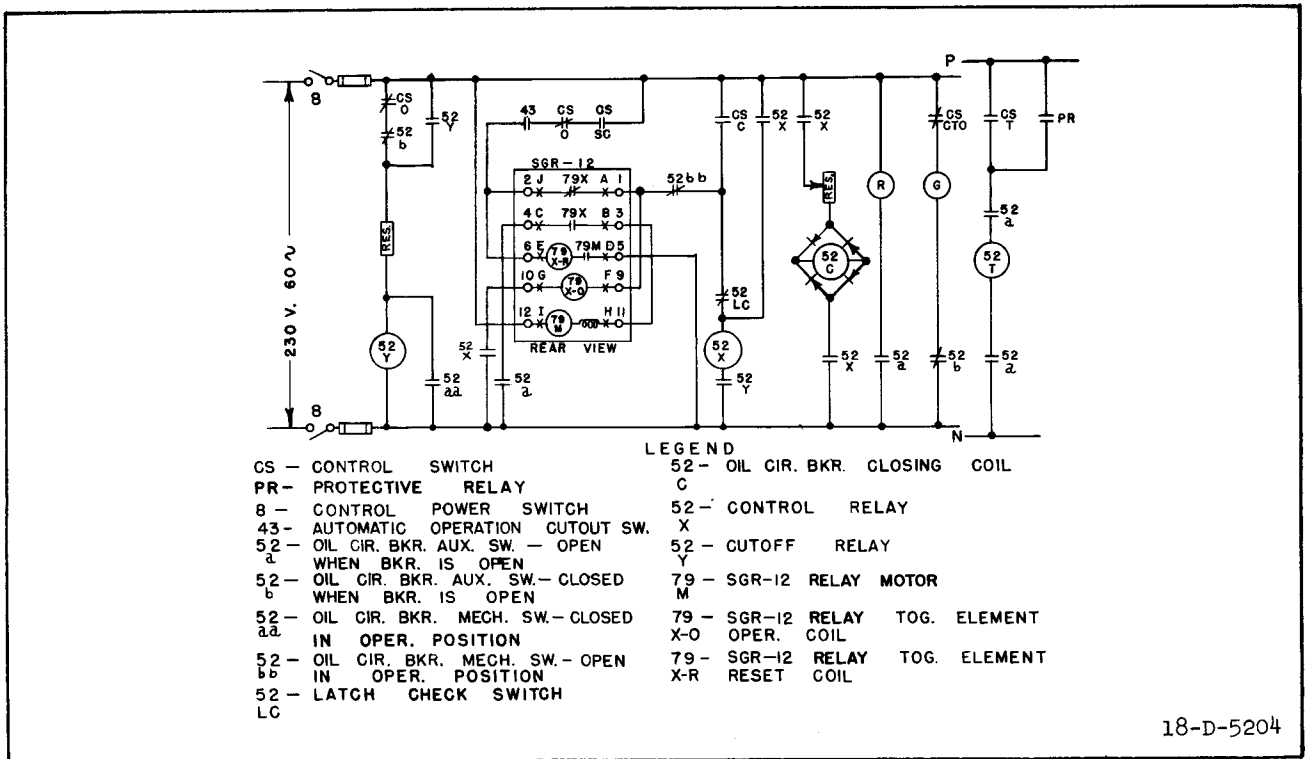 P
8
CS
O
52
b
52
Y
43
CS
O
CS
SC
CS
C
52
X
52
X
CS
CTO
CS
T
PR
SGR-12
2 J 79X A 1
52 bb
4 C 79X B 3
6 E 79 X-R 79M D 5
10 G 79 X-O F 9
12 I 79 M H 11
REAR VIEW
RES.
RES.
R
G
52
a
52
C
52
T
230 V. 60 ~
52
LC
52
Y
52
aa
52
X
52
a
52
X
52
Y
52
X
52
a
52
b
52
a
8
N
LEGEND
CS — CONTROL SWITCH
PR — PROTECTIVE RELAY
8 — CONTROL POWER SWITCH
43 - AUTOMATIC OPERATION CUTOUT SW.
52 — OIL CIR. BKR. AUX. SW. — OPEN
a WHEN BKR. IS OPEN
52 — OIL CIR. BKR. AUX. SW. — CLOSED
b WHEN BKR. IS OPEN
52 — OIL CIR. BKR. MECH. SW. — CLOSED
aa IN OPER. POSITION
52 — OIL CIR. BKR. MECH. SW. - OPEN
bb IN OPER. POSITION
52 — LATCH CHECK SWITCH
LC
52 - OIL CIR. BKR. CLOSING COIL
C
52 - CONTROL RELAY
X
52 - CUTOFF RELAY
Y
79 - SGR-12 RELAY MOTOR
M
79 - SGR-12 RELAY TOG. ELEMENT
X-O OPER. COIL
79 - SGR-12 RELAY TOG. ELEMENT
X-R RESET COIL
18-D-5204